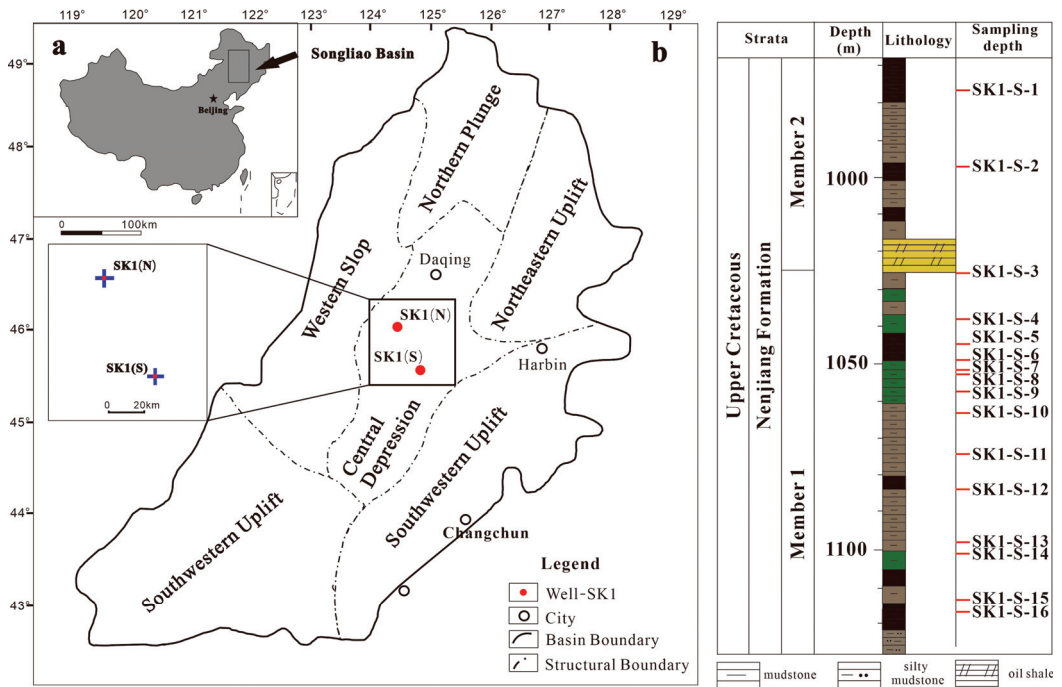 119° 120° 121° 122° 123° 124° 125° 126° 128° 129°
49°
48°
47°
46°
45°
44°
43°
a
Songliao Basin
Beijing
b
0 100km
SK1(N)
SK1(S)
0 20km
Northern Plunge
Western Slop
Northeastern Uplift
Daqing
SK1(N)
SK1(S)
Harbin
Central
Depression
Southwestern Uplift
Southwestern Uplift
Changchun
Legend
Well-SK1
City
Basin Boundary
Structural Boundary
Strata
Depth
(m)
Lithology
Sampling
depth
Upper Cretaceous
Nenjiang Formation
Member 2
Member 1
1000
1050
1100
SK1-S-1
SK1-S-2
SK1-S-3
SK1-S-4
SK1-S-5
SK1-S-6
SK1-S-7
SK1-S-8
SK1-S-9
SK1-S-10
SK1-S-11
SK1-S-12
SK1-S-13
SK1-S-14
SK1-S-15
SK1-S-16
mudstone
silty
mudstone
oil shale